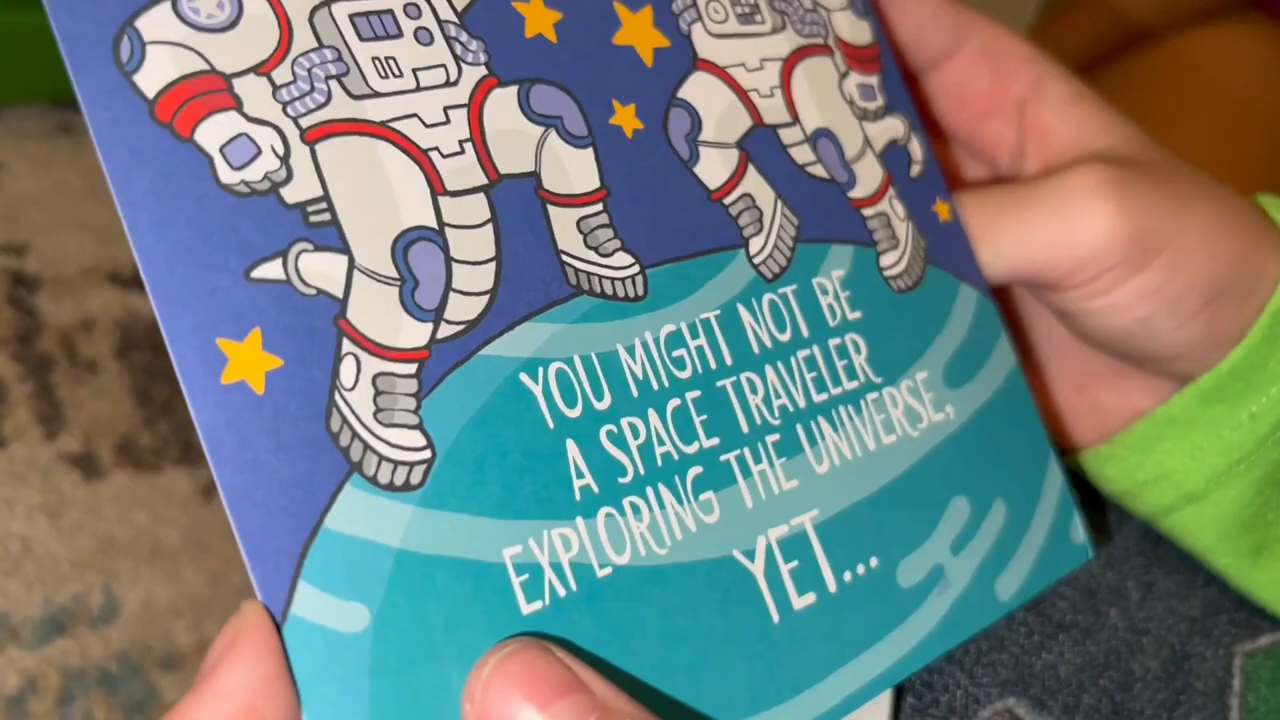 YOU MIGHT NOT BE
A SPACE TRAVELER
EXPLORING THE UNIVERSE,
YET...